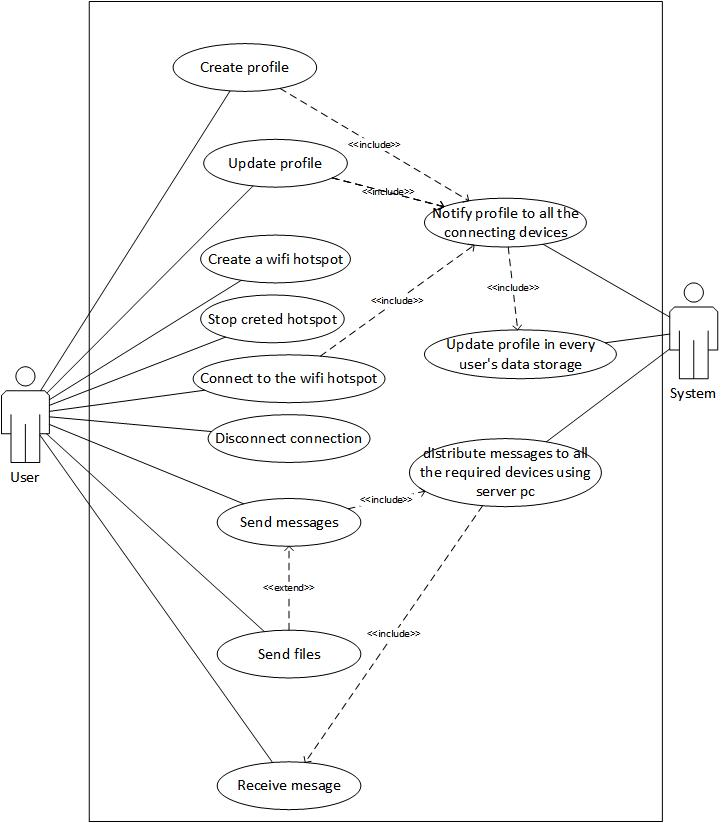 Create profile
<<include>>
Update profile
<<include>>
Notify profile to all the
connecting devices
Create a wifi hotspot
<<include>>
<<include>>
Stop creted hotspot
Update profile in every
user's data storage
Connect to the wifi hotspot
System
Disconnect connection
distribute messages to all
the required devices using
server pc
User
<<include>>
Send messages
<<extend>>
<<include>>
Send files
Receive mesage